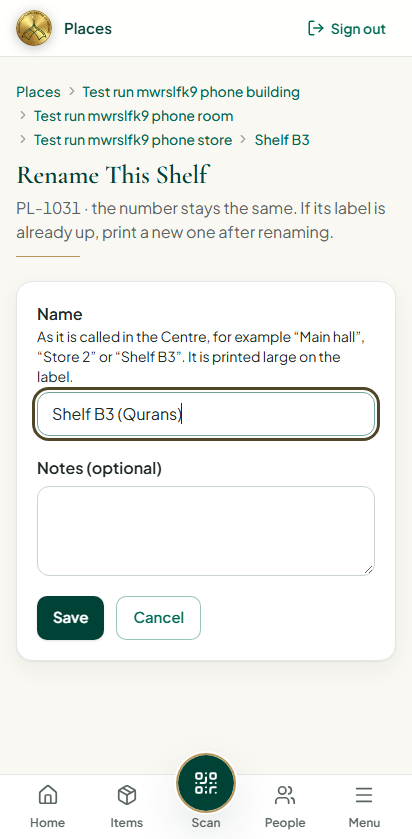 Places
Sign out
Places > Test run mwrslfk9 phone building
> Test run mwrslfk9 phone room
> Test run mwrslfk9 phone store > Shelf B3
Rename This Shelf
PL-1031 · the number stays the same. If its label is
already up, print a new one after renaming.
Name
As it is called in the Centre, for example “Main hall”,
“Store 2” or “Shelf B3”. It is printed large on the
label.
Shelf B3 (Qurans)
Notes (optional)
Save
Cancel
Home
Items
Scan
People
Menu